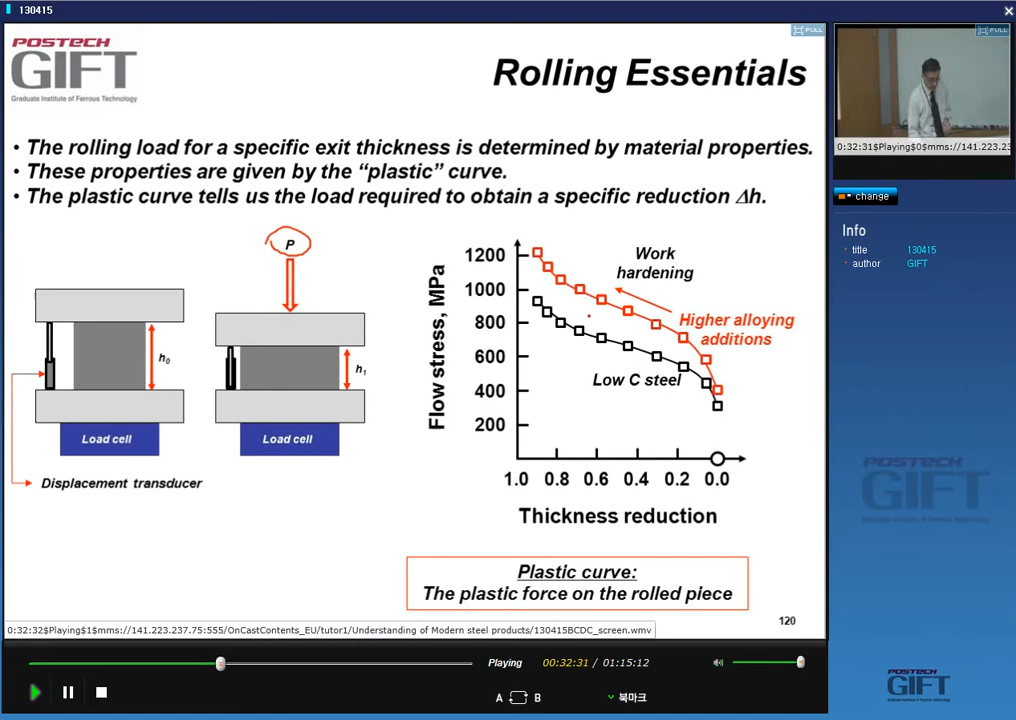 130415
POSTECH
GIFT
Graduate Institute of Ferrous Technology
FULL
Rolling Essentials
• The rolling load for a specific exit thickness is determined by material properties.
• These properties are given by the “plastic” curve.
• The plastic curve tells us the load required to obtain a specific reduction Δh.
P
h0
h1
Load cell
Load cell
Displacement transducer
Flow stress, MPa
1200
1000
800
600
400
200
Work
hardening
Higher alloying
additions
Low C steel
1.0 0.8 0.6 0.4 0.2 0.0
Thickness reduction
Plastic curve:
The plastic force on the rolled piece
120
0:32:32$Playing$1$mms://141.223.237.75:555/OnCastContents_EU/tutor1/Understanding of Modern steel products/130415BCDC_screen.wmv
FULL
0:32:31$Playing$0$mms://141.223.23
change
Info
title 130415
author GIFT
POSTECH
GIFT
Playing 00:32:31 / 01:15:12
A B 북마크
POSTECH
GIFT